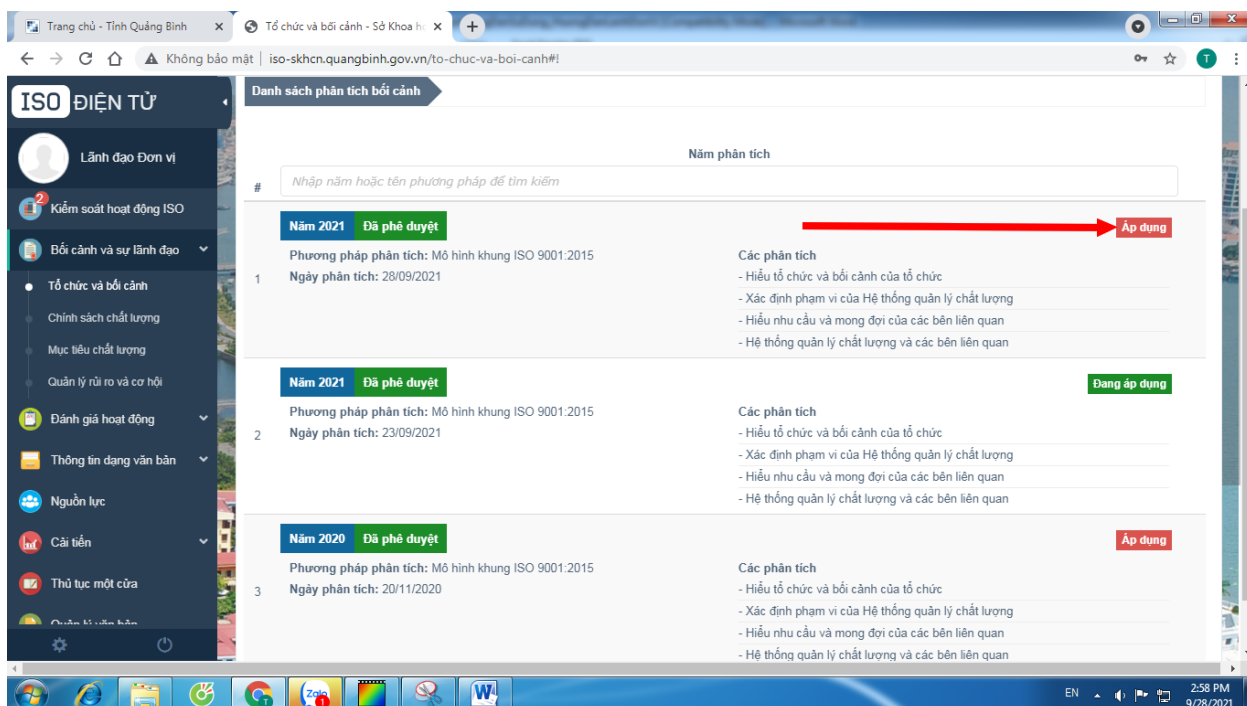 Trang chủ - Tỉnh Quảng Bình
Tổ chức và bối cảnh - Sở Khoa họ
Không bảo mật | iso-skhcn.quangbinh.gov.vn/to-chuc-va-boi-canh#!
T
ISO ĐIỆN TỬ
Lãnh đạo Đơn vị
2
Kiểm soát hoạt động ISO
Bối cảnh và sự lãnh đạo
Tổ chức và bối cảnh
Chính sách chất lượng
Mục tiêu chất lượng
Quản lý rủi ro và cơ hội
Đánh giá hoạt động
Thông tin dạng văn bản
Nguồn lực
Cải tiến
Thủ tục một cửa
Quản lý văn bản
Danh sách phân tích bối cảnh
Năm phân tích
# Nhập năm hoặc tên phương pháp để tìm kiếm
Năm 2021 Đã phê duyệt Áp dụng
Phương pháp phân tích: Mô hình khung ISO 9001:2015 Các phân tích
1 Ngày phân tích: 28/09/2021 - Hiểu tổ chức và bối cảnh của tổ chức
- Xác định phạm vi của Hệ thống quản lý chất lượng
- Hiểu nhu cầu và mong đợi của các bên liên quan
- Hệ thống quản lý chất lượng và các bên liên quan
Năm 2021 Đã phê duyệt Đang áp dụng
Phương pháp phân tích: Mô hình khung ISO 9001:2015 Các phân tích
2 Ngày phân tích: 23/09/2021 - Hiểu tổ chức và bối cảnh của tổ chức
- Xác định phạm vi của Hệ thống quản lý chất lượng
- Hiểu nhu cầu và mong đợi của các bên liên quan
- Hệ thống quản lý chất lượng và các bên liên quan
Năm 2020 Đã phê duyệt Áp dụng
Phương pháp phân tích: Mô hình khung ISO 9001:2015 Các phân tích
3 Ngày phân tích: 20/11/2020 - Hiểu tổ chức và bối cảnh của tổ chức
- Xác định phạm vi của Hệ thống quản lý chất lượng
- Hiểu nhu cầu và mong đợi của các bên liên quan
- Hệ thống quản lý chất lượng và các bên liên quan
Zalo
EN 2:58 PM
9/28/2021